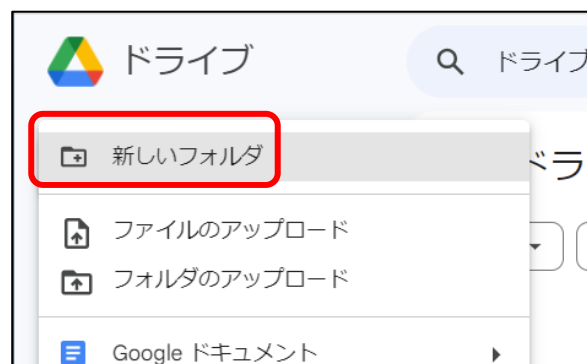 ドライブ
ドライブ
新しいフォルダ
ドラ
ファイルのアップロード
フォルダのアップロード
Google ドキュメント